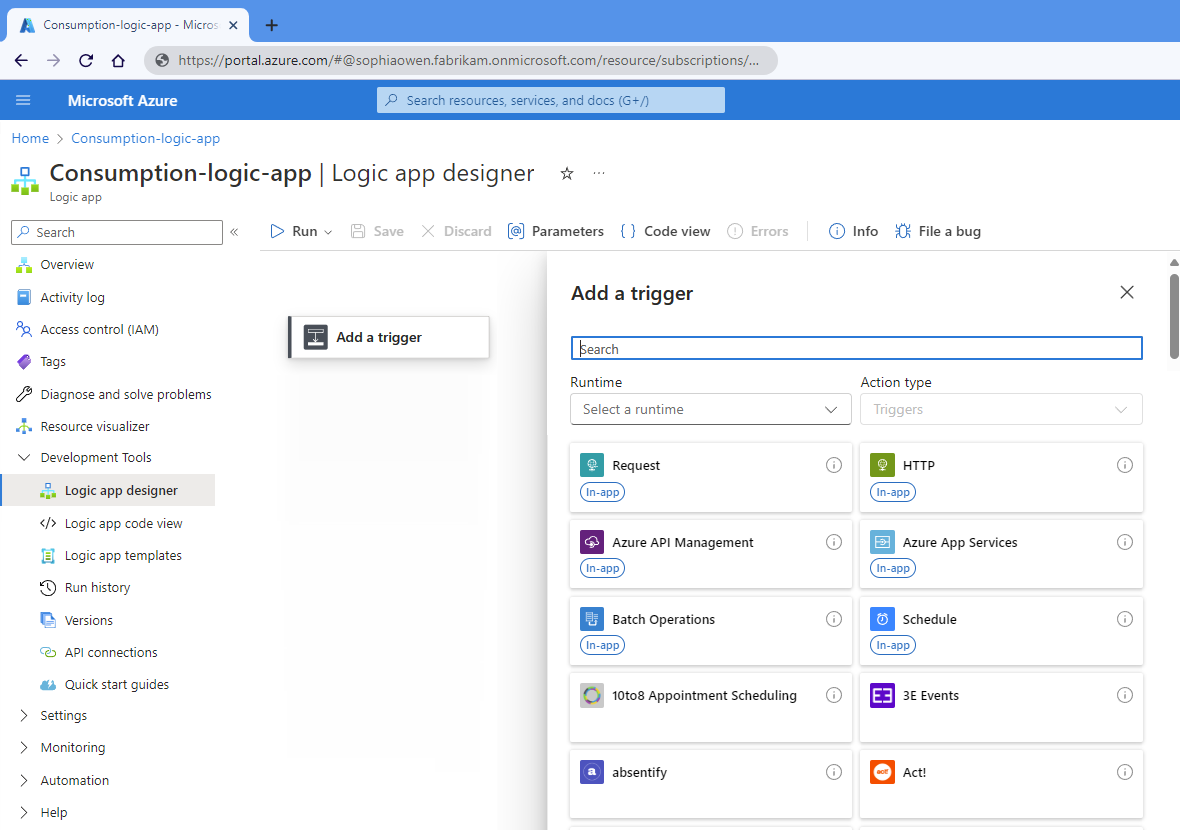 Consumption-logic-app - Micros
https://portal.azure.com/#@sophiaowen.fabrikam.onmicrosoft.com/resource/subscriptions/...
Microsoft Azure
Search resources, services, and docs (G+/)
Home > Consumption-logic-app
Consumption-logic-app | Logic app designer
Logic app
Search
Run
Save
Discard
Parameters
Code view
Errors
Info
File a bug
Overview
Activity log
Access control (IAM)
Tags
Diagnose and solve problems
Resource visualizer
Development Tools
Logic app designer
Logic app code view
Logic app templates
Run history
Versions
API connections
Quick start guides
Settings
Monitoring
Automation
Help
Add a trigger
Add a trigger
Search
Runtime
Action type
Select a runtime
Triggers
Request
In-app
HTTP
In-app
Azure API Management
In-app
Azure App Services
In-app
Batch Operations
In-app
Schedule
In-app
10to8 Appointment Scheduling
3E Events
absentify
Act!